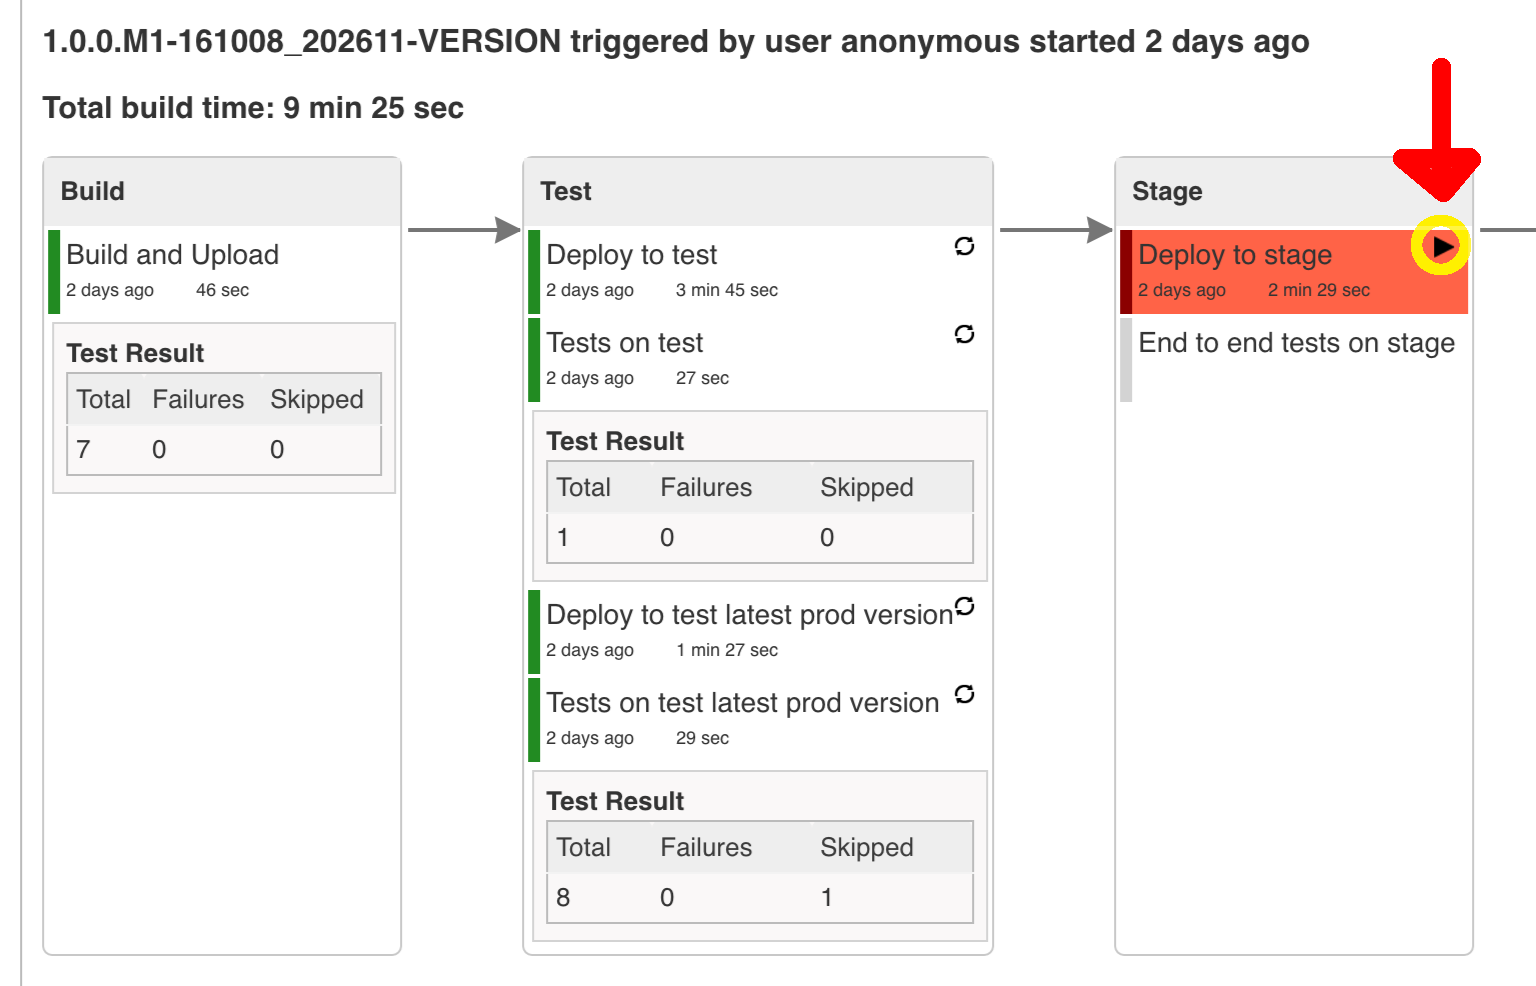 1.0.0.M1-161008_202611-VERSION triggered by user anonymous started 2 days ago
Total build time: 9 min 25 sec
Build
Build and Upload
2 days ago 46 sec
Test Result
Total Failures Skipped
7 0 0
Test
Deploy to test
2 days ago 3 min 45 sec
Tests on test
2 days ago 27 sec
Test Result
Total Failures Skipped
1 0 0
Deploy to test latest prod version
2 days ago 1 min 27 sec
Tests on test latest prod version
2 days ago 29 sec
Test Result
Total Failures Skipped
8 0 1
Stage
Deploy to stage
2 days ago 2 min 29 sec
End to end tests on stage